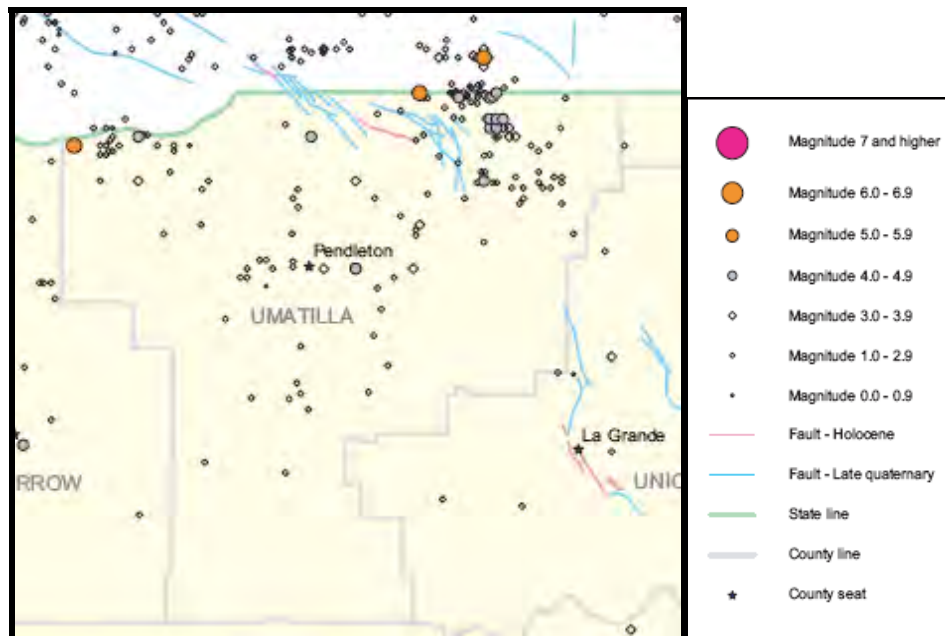 Pendleton
UMATILLA
La Grande
RROW
UNIC
Magnitude 7 and higher
Magnitude 6.0 - 6.9
Magnitude 5.0 - 5.9
Magnitude 4.0 - 4.9
Magnitude 3.0 - 3.9
Magnitude 1.0 - 2.9
Magnitude 0.0 - 0.9
Fault - Holocene
Fault - Late quaternary
State line
County line
County seat